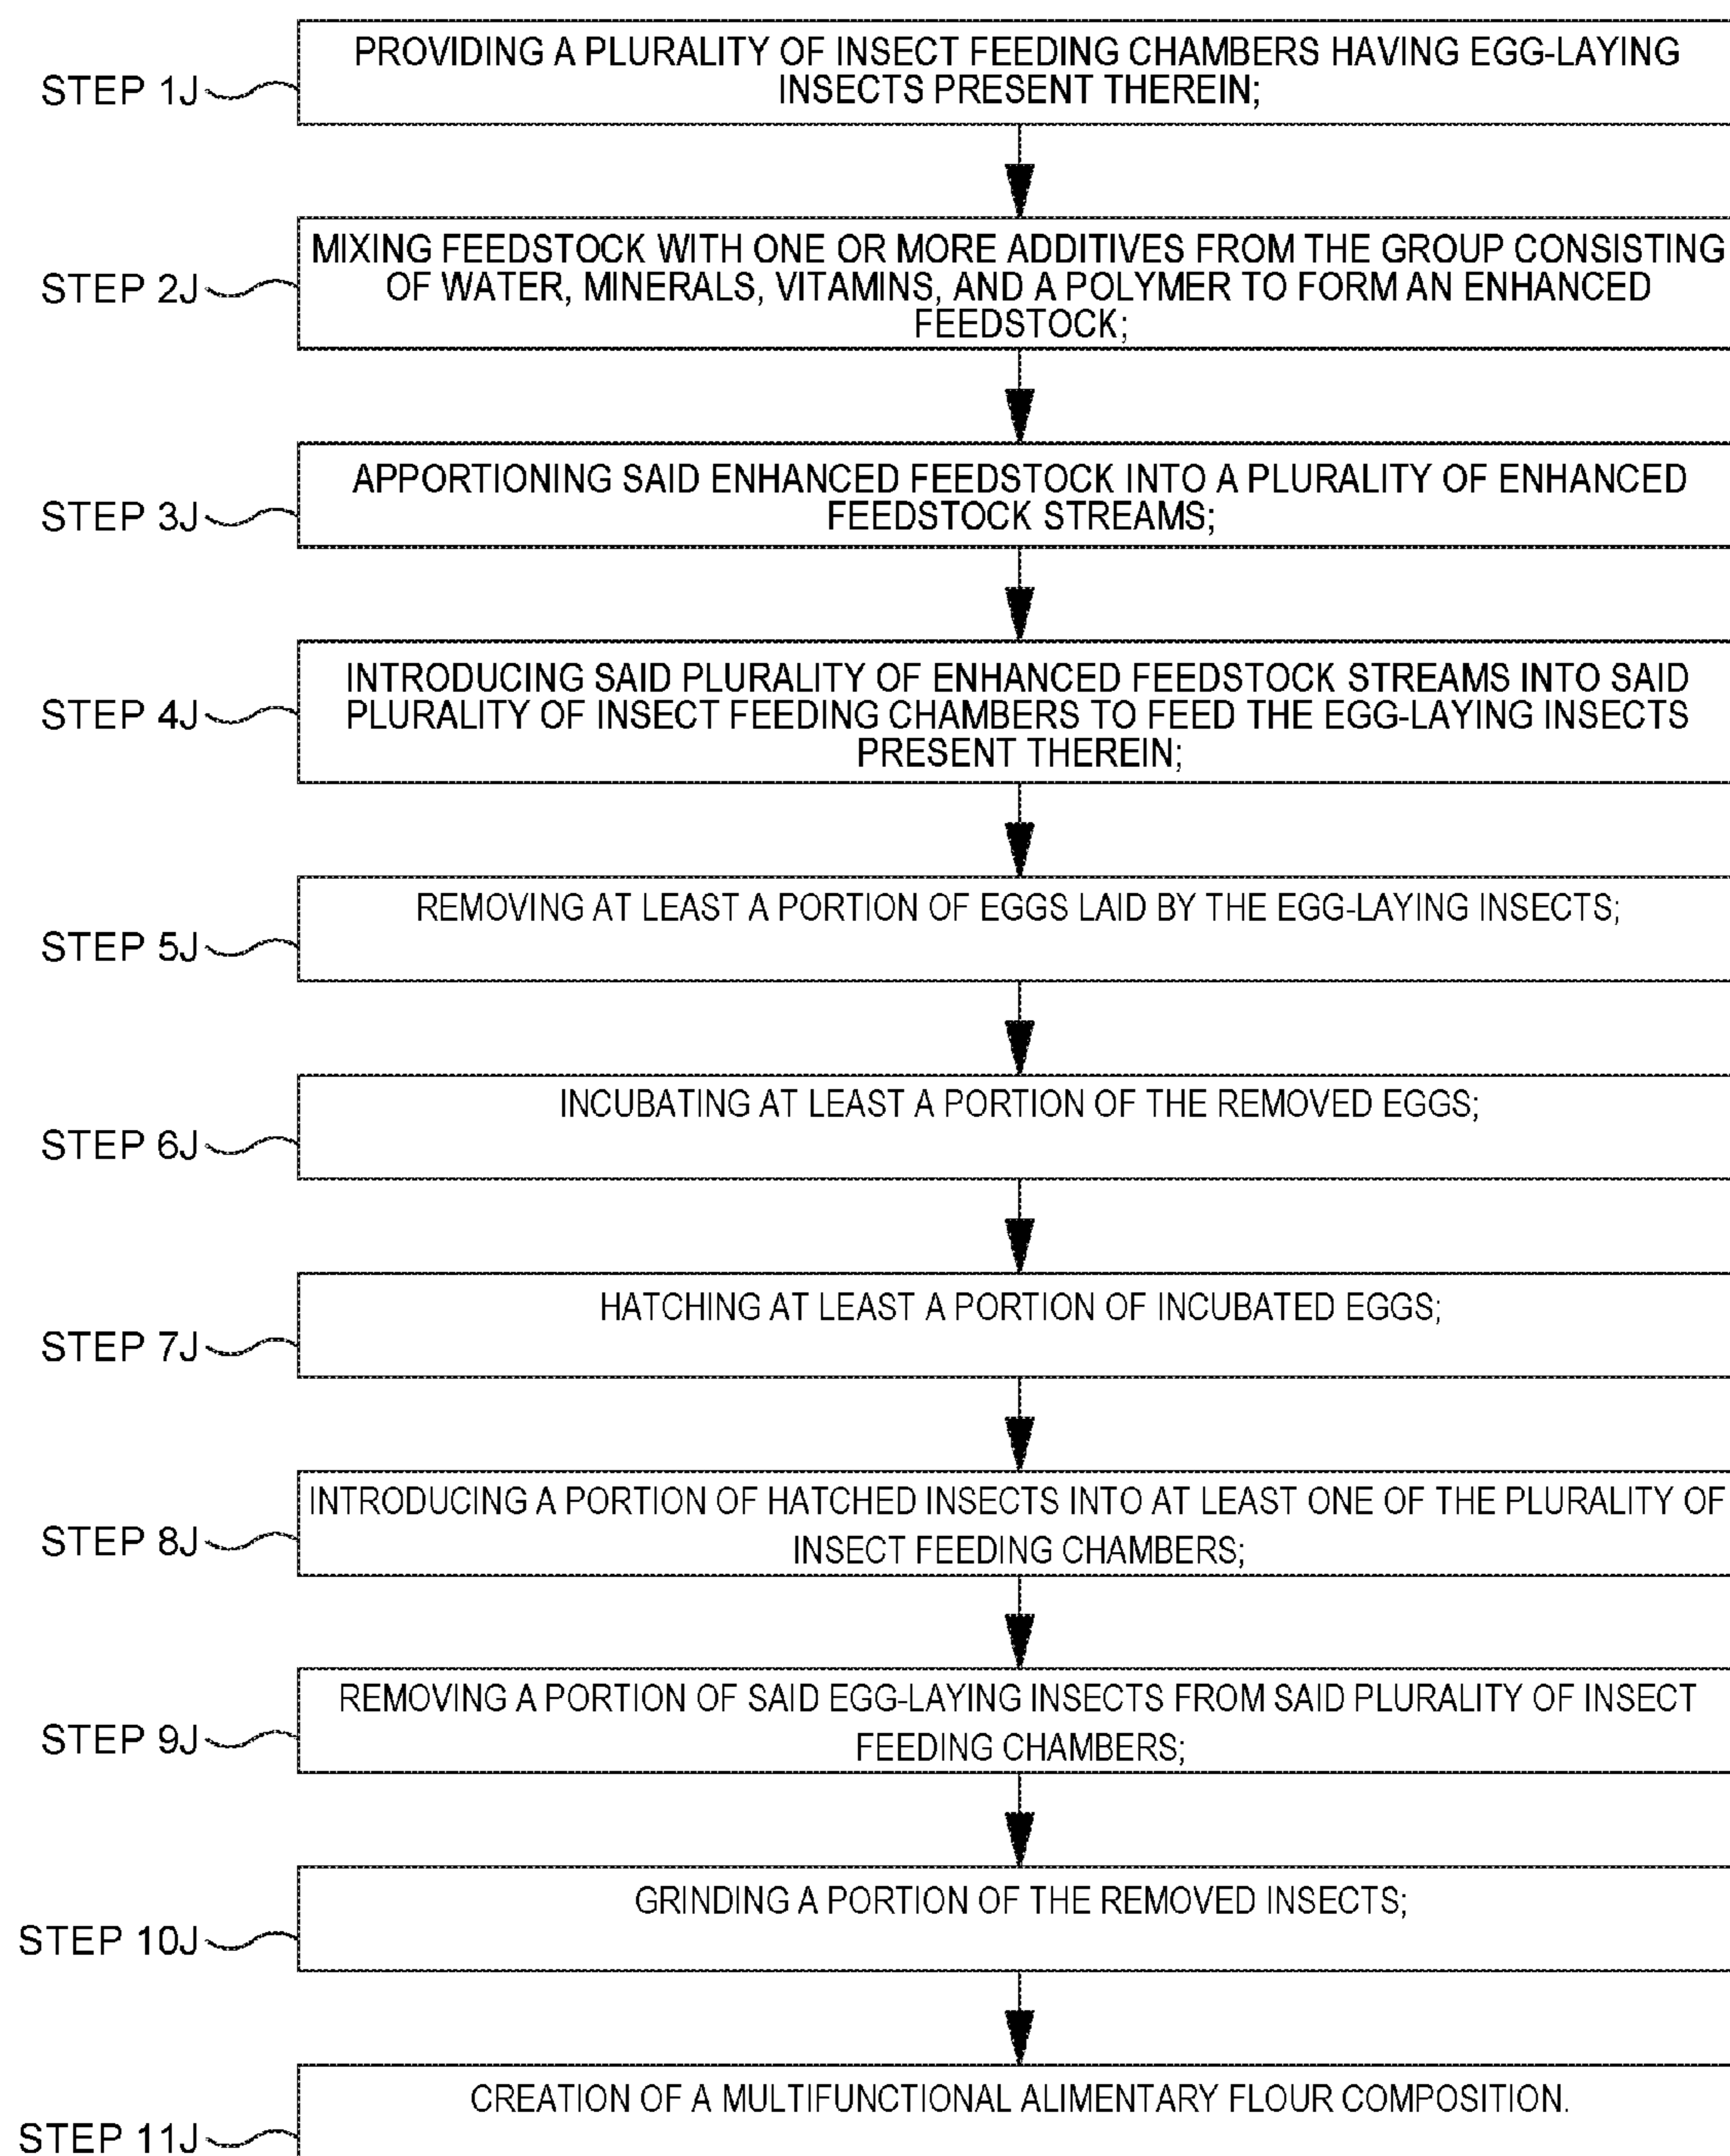 STEP 1J
PROVIDING A PLURALITY OF INSECT FEEDING CHAMBERS HAVING EGG-LAYING
INSECTS PRESENT THEREIN;
STEP 2J
MIXING FEEDSTOCK WITH ONE OR MORE ADDITIVES FROM THE GROUP CONSISTING
OF WATER, MINERALS, VITAMINS, AND A POLYMER TO FORM AN ENHANCED
FEEDSTOCK;
STEP 3J
APPORTIONING SAID ENHANCED FEEDSTOCK INTO A PLURALITY OF ENHANCED
FEEDSTOCK STREAMS;
STEP 4J
INTRODUCING SAID PLURALITY OF ENHANCED FEEDSTOCK STREAMS INTO SAID
PLURALITY OF INSECT FEEDING CHAMBERS TO FEED THE EGG-LAYING INSECTS
PRESENT THEREIN;
STEP 5J
REMOVING AT LEAST A PORTION OF EGGS LAID BY THE EGG-LAYING INSECTS;
STEP 6J
INCUBATING AT LEAST A PORTION OF THE REMOVED EGGS;
STEP 7J
HATCHING AT LEAST A PORTION OF INCUBATED EGGS;
STEP 8J
INTRODUCING A PORTION OF HATCHED INSECTS INTO AT LEAST ONE OF THE PLURALITY OF
INSECT FEEDING CHAMBERS;
STEP 9J
REMOVING A PORTION OF SAID EGG-LAYING INSECTS FROM SAID PLURALITY OF INSECT
FEEDING CHAMBERS;
STEP 10J
GRINDING A PORTION OF THE REMOVED INSECTS;
STEP 11J
CREATION OF A MULTIFUNCTIONAL ALIMENTARY FLOUR COMPOSITION.